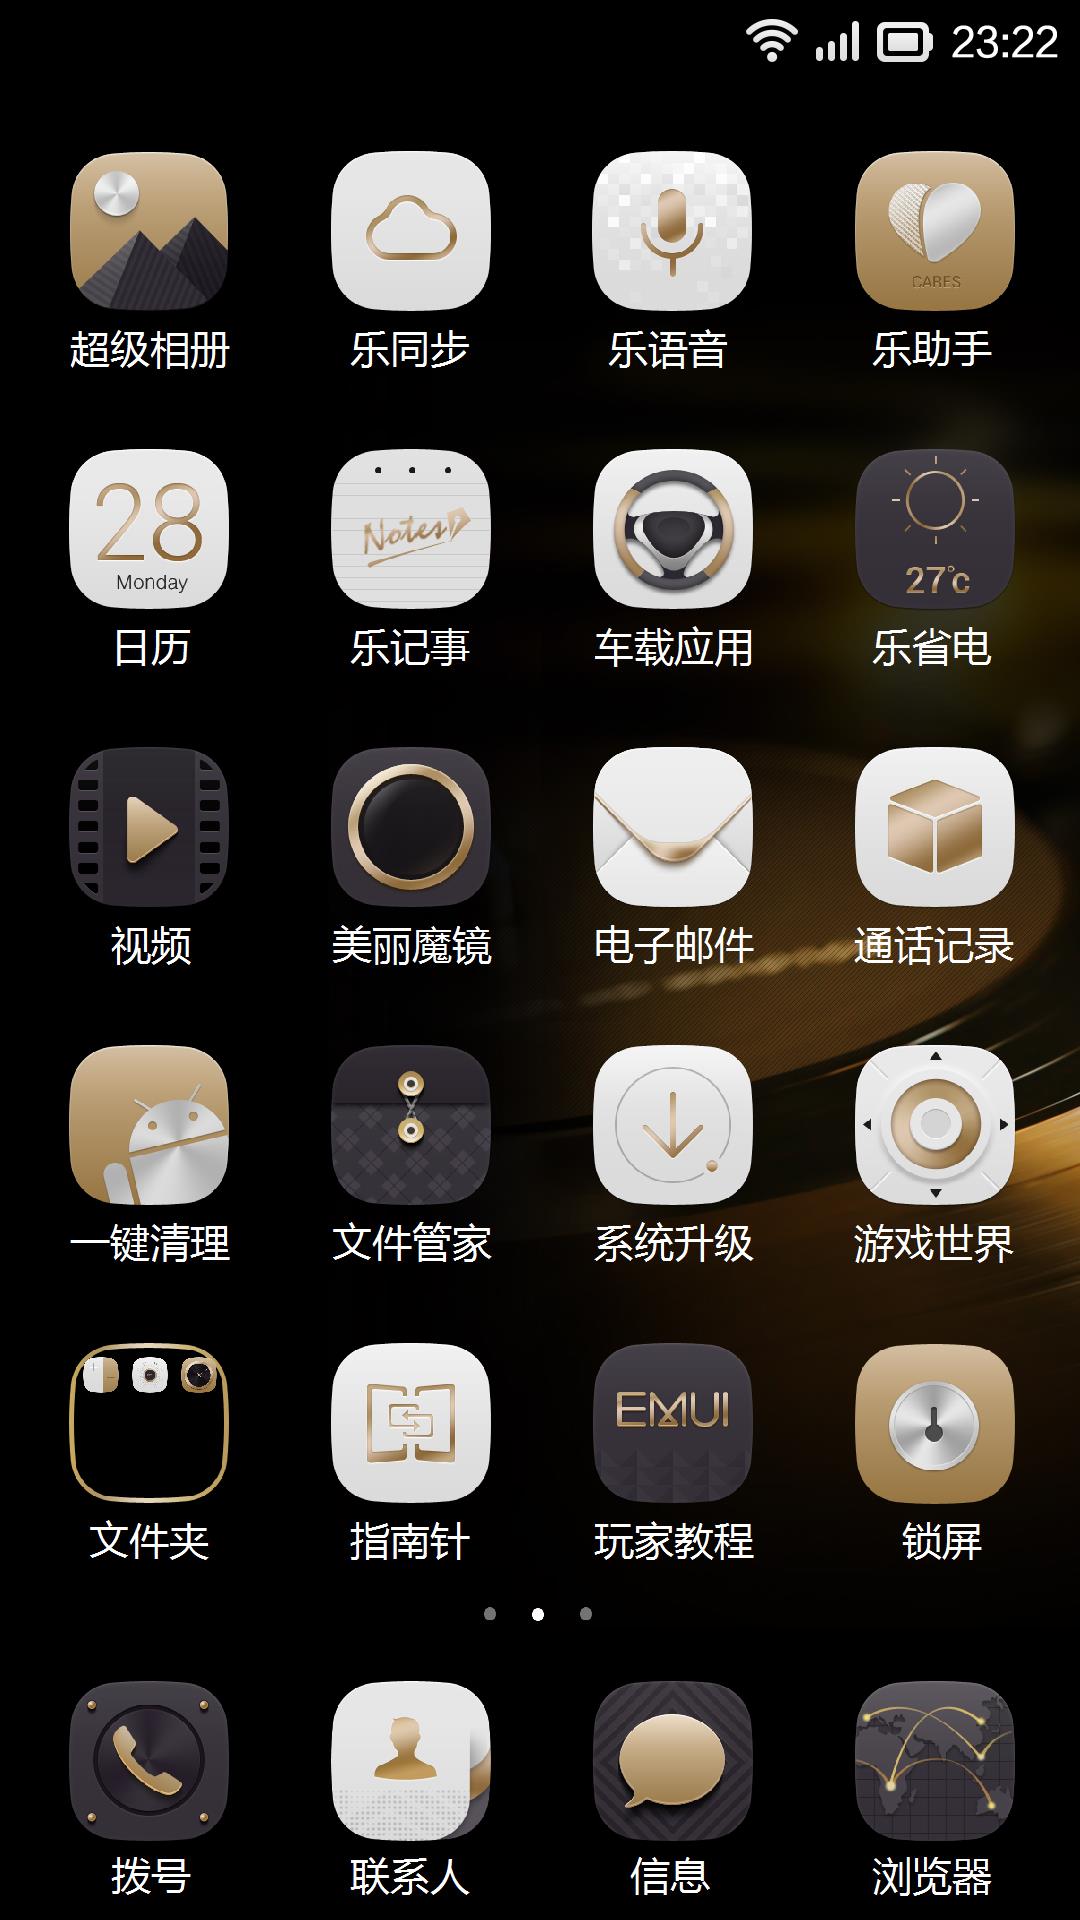 23:22
CARES
超级相册 乐同步 乐语音 乐助手
28
Monday
Notes
27℃
日历 乐记事 车载应用 乐省电
视频 美丽魔镜 电子邮件 通话记录
一键清理 文件管家 系统升级 游戏世界
EMUI
文件夹 指南针 玩家教程 锁屏
拨号 联系人 信息 浏览器